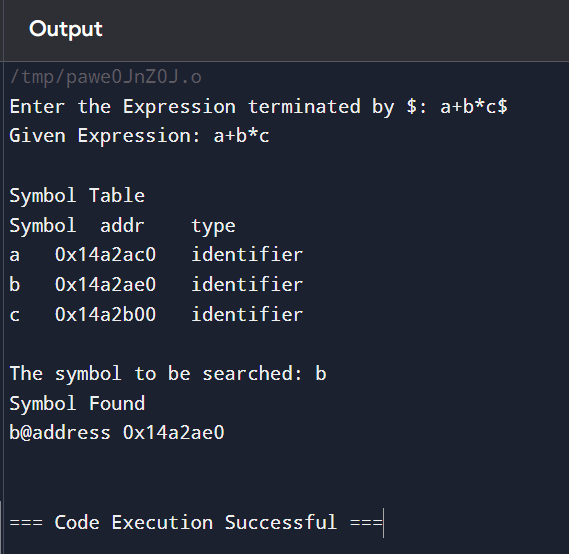 Output
/tmp/pawe0JnZ0J.o
Enter the Expression terminated by $: a+b*c$
Given Expression: a+b*c
Symbol Table
Symbol addr type
a 0x14a2ac0 identifier
b 0x14a2ae0 identifier
c 0x14a2b00 identifier
The symbol to be searched: b
Symbol Found
b@address 0x14a2ae0
=== Code Execution Successful ===